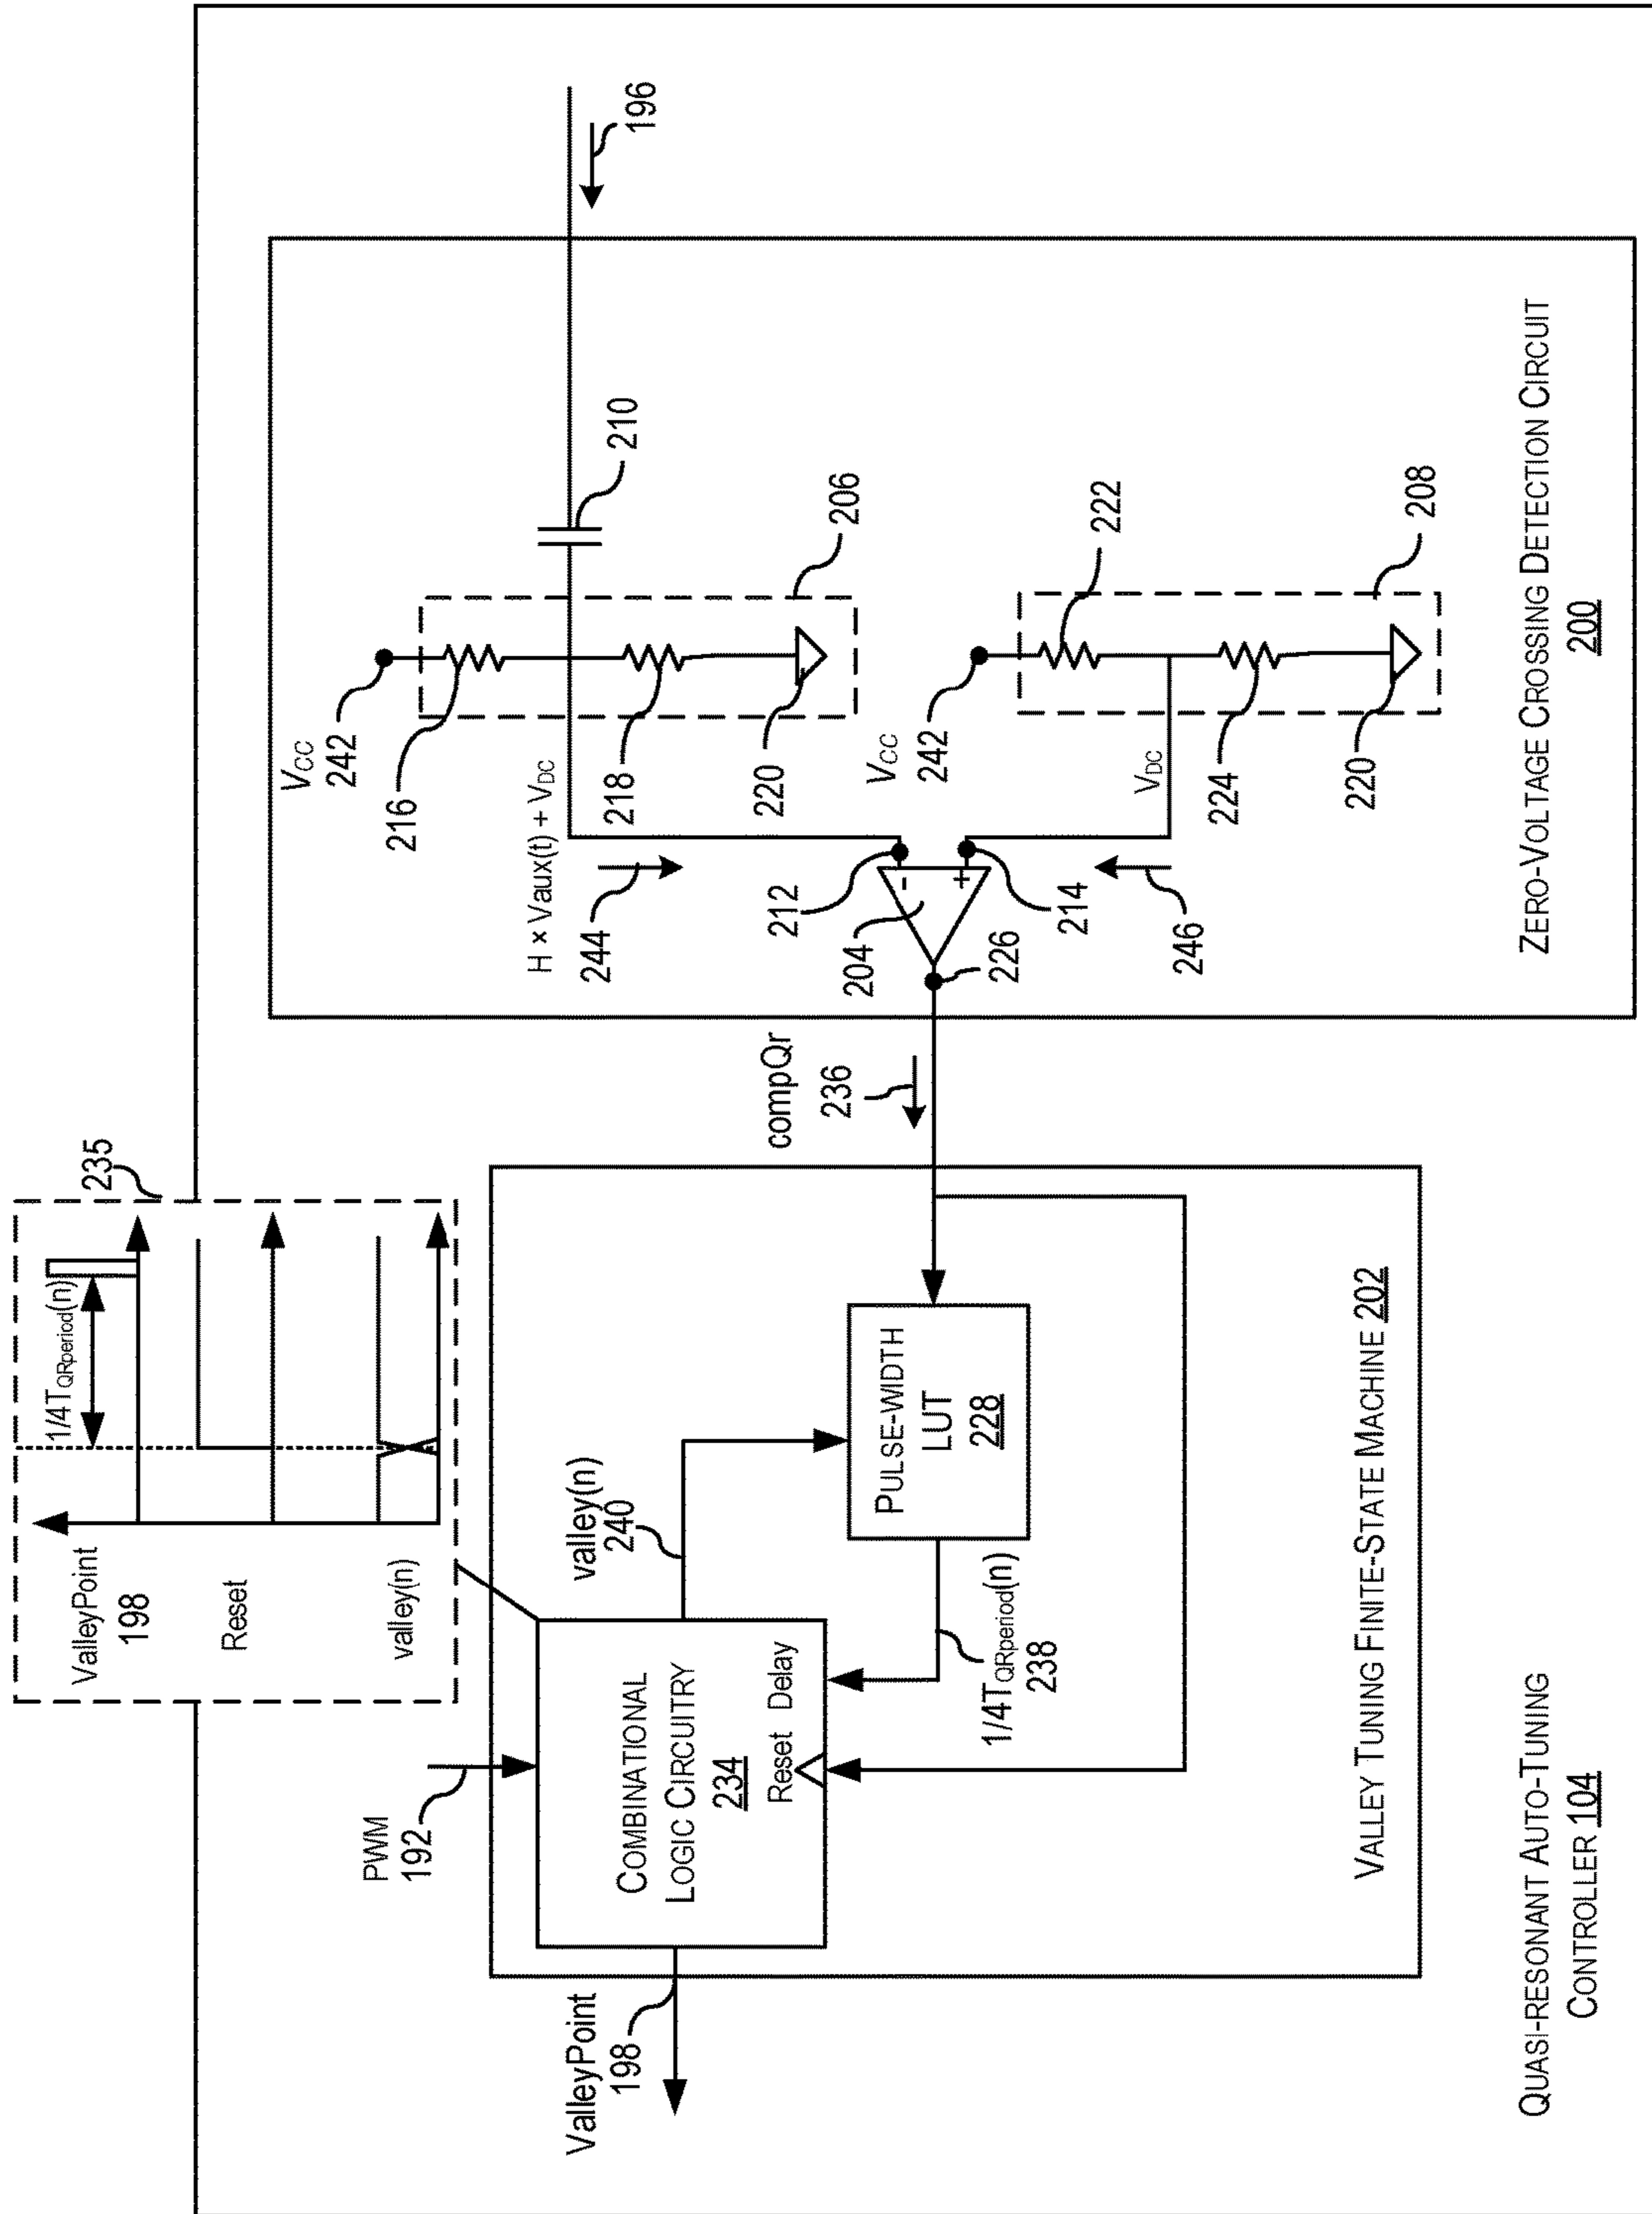 ValleyPoint
198
Reset
valley(n)
1/4TQRperiod(n)
235
PWM
192
ValleyPoint
198
COMBINATIONAL
LOGIC CIRCUITRY
234
Reset Delay
valley(n)
240
1/4TQRperiod(n)
238
PULSE-WIDTH
LUT
228
VALLEY TUNING FINITE-STATE MACHINE 202
compQr
236
VCC
242
216
H × Vaux(t) + VDC
244
218
220
212
204
226
214
246
210
206
196
VCC
242
VDC
222
224
220
208
ZERO-VOLTAGE CROSSING DETECTION CIRCUIT
200
-
+
QUASI-RESONANT AUTO-TUNING
CONTROLLER 104